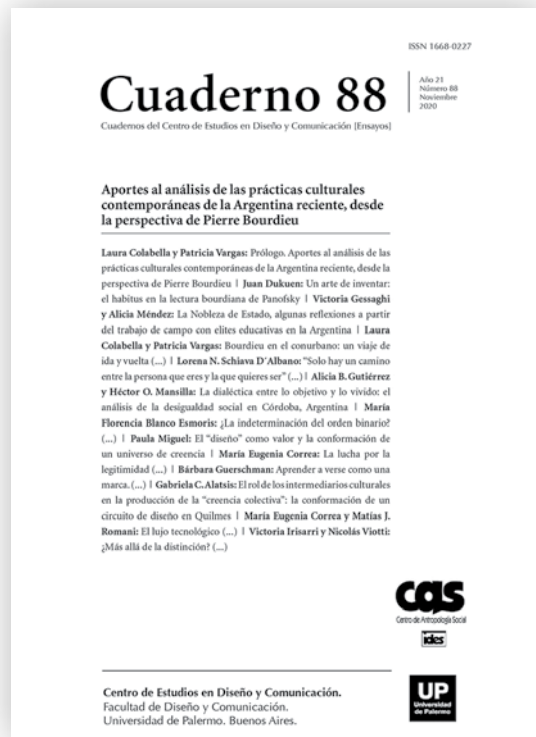 ISSN 1668-0227
Cuaderno 88
Año 21
Número 88
Noviembre
2020
Cuadernos del Centro de Estudios en Diseño y Comunicación [Ensayos]
Aportes al análisis de las prácticas culturales
contemporáneas de la Argentina reciente, desde
la perspectiva de Pierre Bourdieu
Laura Colabella y Patricia Vargas: Prólogo. Aportes al análisis de las
prácticas culturales contemporáneas de la Argentina reciente, desde la
perspectiva de Pierre Bourdieu | Juan Dukuen: Un arte de inventar:
el habitus en la lectura bourdiana de Panofsky | Victoria Gessaghi
y Alicia Méndez: La Nobleza de Estado, algunas reflexiones a partir
del trabajo de campo con elites educativas en la Argentina | Laura
Colabella y Patricia Vargas: Bourdieu en el conurbano: un viaje de
ida y vuelta (...) | Lorena N. Schiava D´Albano: “Solo hay un camino
entre la persona que eres y la que quieres ser” (...) | Alicia B. Gutiérrez
y Héctor O. Mansilla: La dialéctica entre lo objetivo y lo vivido: el
análisis de la desigualdad social en Córdoba, Argentina | María
Florencia Blanco Esmoris: ¿La indeterminación del orden binario?
(...) | Paula Miguel: El “diseño” como valor y la conformación de
un universo de creencia | María Eugenia Correa: La lucha por la
legitimidad (...) | Bárbara Guerschman: Aprender a verse como una
marca. (...) | Gabriela C. Alatsis: El rol de los intermediarios culturales
en la producción de la “creencia colectiva”: la conformación de un
circuito de diseño en Quilmes | María Eugenia Correa y Matías J.
Romani: El lujo tecnológico (...) | Victoria Irisarri y Nicolás Viotti:
¿Más allá de la distinción? (...)
cas
Centro de Antropología Social
ides
Centro de Estudios en Diseño y Comunicación.
Facultad de Diseño y Comunicación.
Universidad de Palermo. Buenos Aires.
UP
Universidad
de Palermo